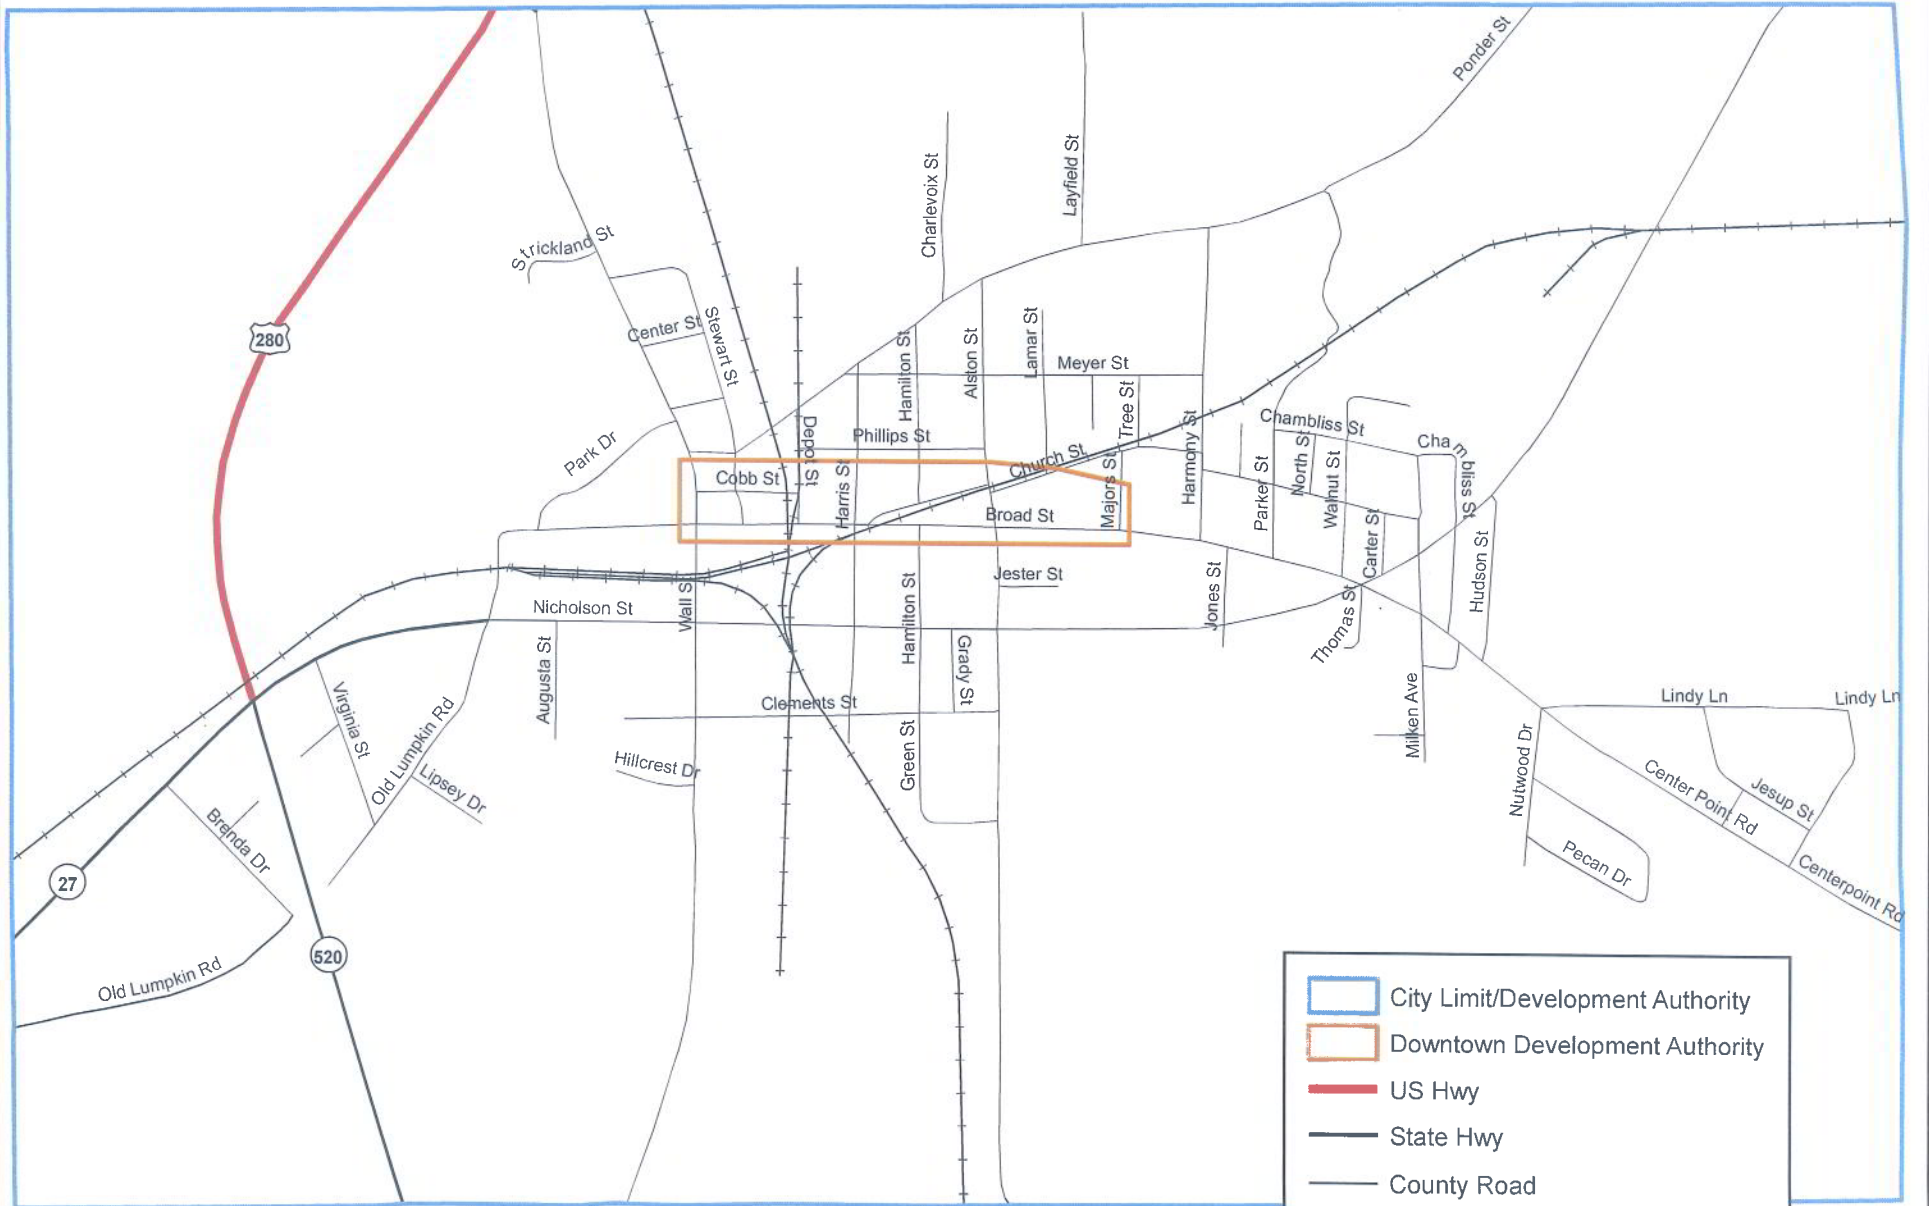 Ponder St
Layfield St
Charlevoix St
Strickland St
280
Center St
Stewart St
Hamilton St
Alston St
Lamar St
Meyer St
Tree St
Harmony St
Chambliss St
Chambliss St
Park Dr
Depot St
Phillips St
Church St
Cobb St
Harris St
Majors St
Broad St
Parker St
North St
Walnut St
Carter St
Hudson St
Jester St
Jones St
Thomas St
Nicholson St
Wall St
Hamilton St
Grady St
Augusta St
Virginia St
Old Lumpkin Rd
Clements St
Green St
Milken Ave
Lindy Ln
Lindy Ln
Hillcrest Dr
Lipsey Dr
Nutwood Dr
Center Point Rd
Jesup St
Brenda Dr
Pecan Dr
Centerpoint Rd
27
520
Old Lumpkin Rd
City Limit/Development Authority
Downtown Development Authority
US Hwy
State Hwy
County Road